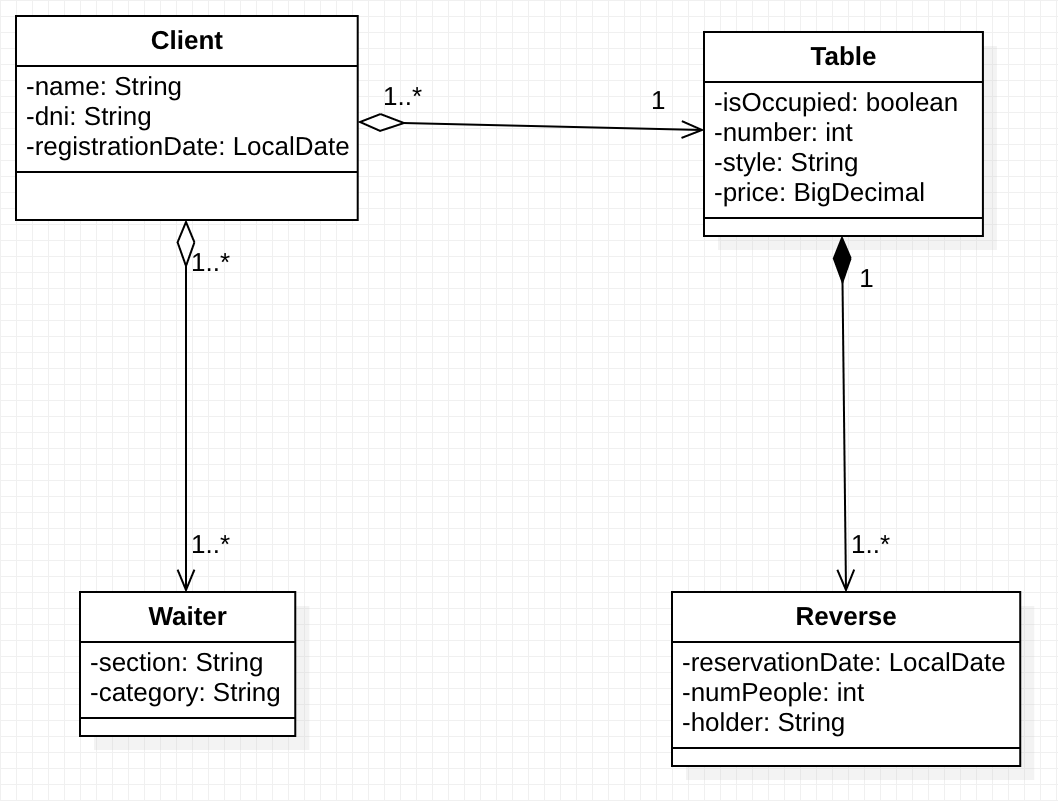 Client
-name: String
-dni: String
-registrationDate: LocalDate
1..*
1
Table
-isOccupied: boolean
-number: int
-style: String
-price: BigDecimal
1..*
1
1..*
1..*
Waiter
-section: String
-category: String
Reverse
-reservationDate: LocalDate
-numPeople: int
-holder: String